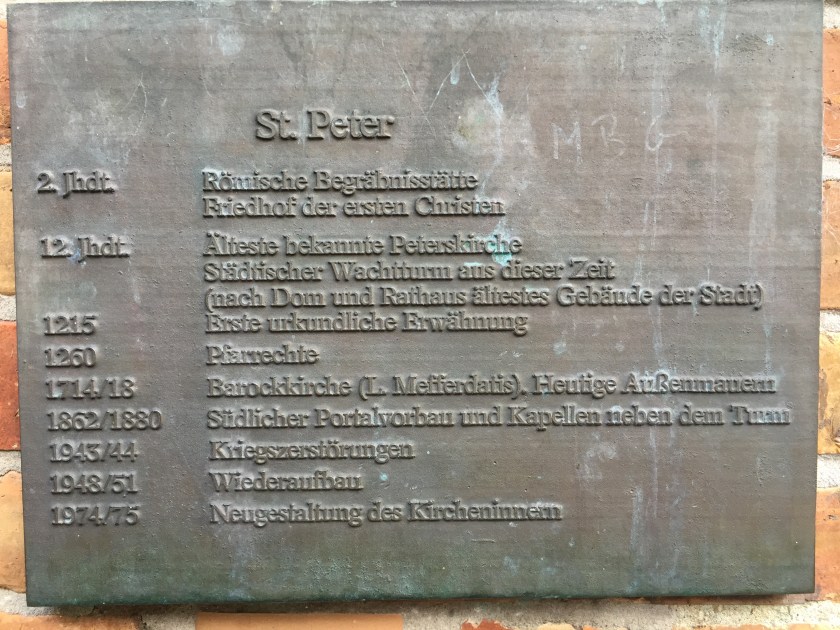 St. Peter
MBG
2. Jhdt. Römische Begräbnisstätte
Friedhof der ersten Christen
12. Jhdt. Älteste bekannte Peterskirche
Städtischer Wachtturm aus dieser Zeit
(nach Dom und Rathaus ältestes Gebäude der Stadt)
1215 Erste urkundliche Erwähnung
1260 Pfarrechte
1714/18 Barockkirche (L. Mefferdatis). Heutige Außenmauern
1862/1880 Südlicher Portalvorbau und Kapellen neben dem Turm
1943/44 Kriegszerstörungen
1948/51 Wiederaufbau
1974/75 Neugestaltung des Kircheninnern